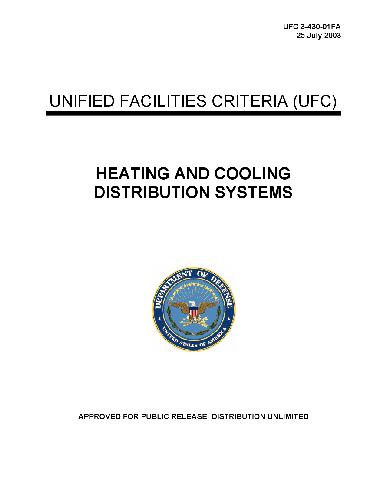 UFC 3-430-01FA
25 July 2003
UNIFIED FACILITIES CRITERIA (UFC)
HEATING AND COOLING
DISTRIBUTION SYSTEMS
DEPARTMENT OF DEFENSE
UNITED STATES OF AMERICA
APPROVED FOR PUBLIC RELEASE: DISTRIBUTION UNLIMITED